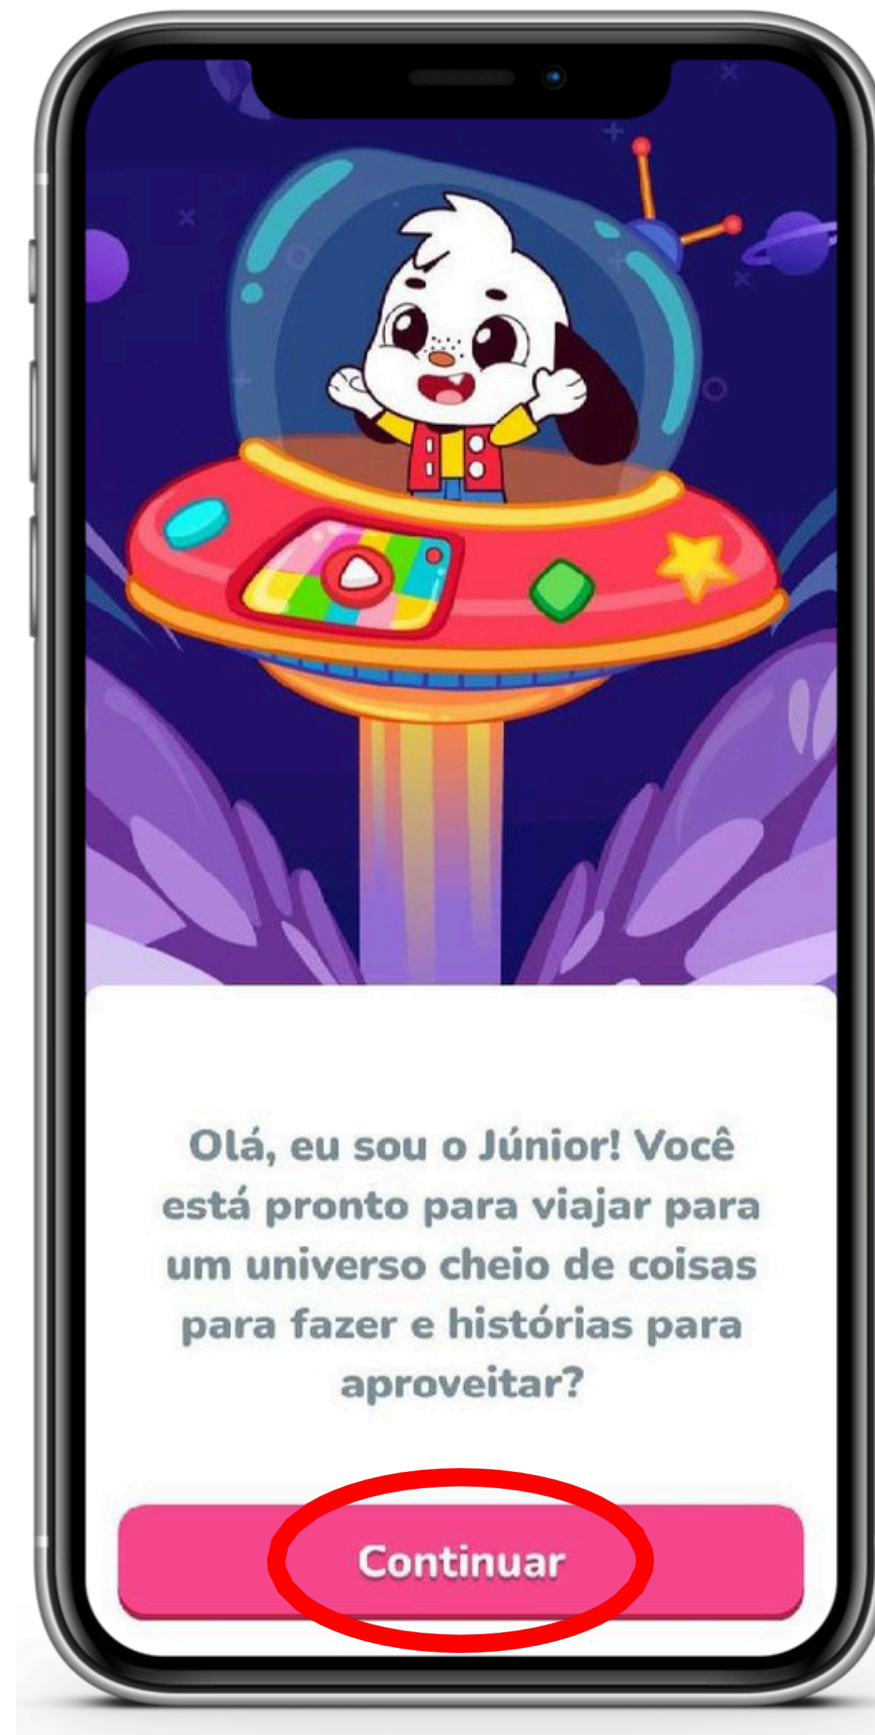 Olá, eu sou o Júnior! Você
está pronto para viajar para
um universo cheio de coisas
para fazer e histórias para
aproveitar?
Continuar